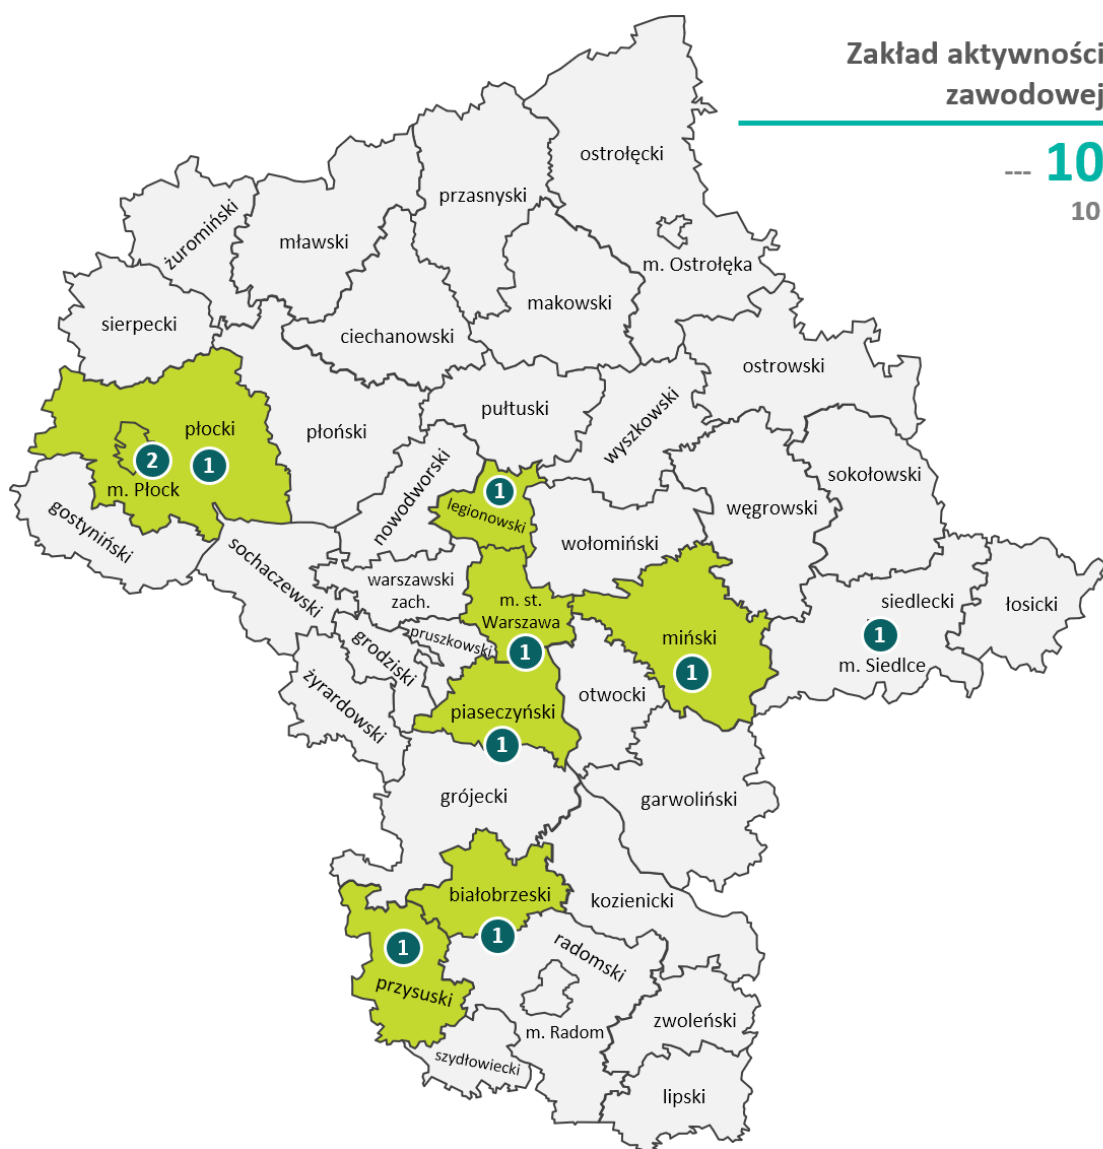 Zakład aktywności
zawodowej
--- 10
10
ostrołęcki
przasnyski
żuromiński
mławski
m. Ostrołęka
makowski
sierpecki
ciechanowski
ostrowski
pułtuski
wyszkowski
płocki
płoński
2
1
m. Płock
sokołowski
nowodworski
1
legionowski
węgrowski
gostyniński
wołomiński
sochaczewski
warszawski
zach.
m. st.
Warszawa
1
siedlecki
łosicki
1
m. Siedlce
miński
1
pruszkowski
grodziski
otwocki
żyrardowski
piaseczyński
1
grójecki
garwoliński
białobrzeski
1
kozienicki
1
przysuski
radomski
m. Radom
zwoleński
szydłowiecki
lipski